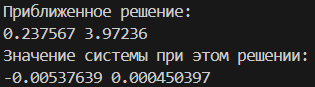 Приближенное решение:
0.237567 3.97236
Значение системы при этом решении:
-0.00537639 0.000450397